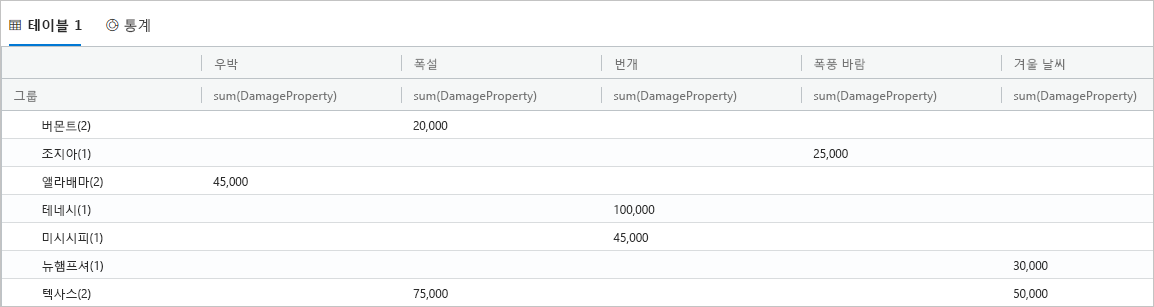 테이블 1 통계
우박 폭설 번개 폭풍 바람 겨울 날씨
그룹 sum(DamageProperty) sum(DamageProperty) sum(DamageProperty) sum(DamageProperty) sum(DamageProperty)
버몬트(2) 20,000
조지아(1) 25,000
앨라배마(2) 45,000
테네시(1) 100,000
미시시피(1) 45,000
뉴햄프셔(1) 30,000
텍사스(2) 75,000 50,000